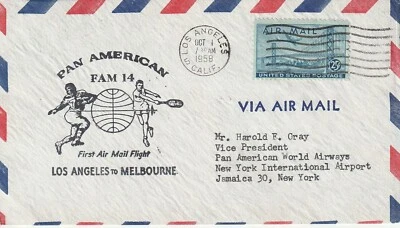 PAN AMERICAN
FAM 14
First Air Mail Flight
LOS ANGELES TO MELBOURNE
LOS ANGELES
OCT
1959
CALIF.
AIR MAIL
UNITED STATES POSTAGE
25¢
VIA AIR MAIL
Mr. Harold E. Gray
Vice President
Pan American World Airways
New York International Airport
Jamaica 30, New York